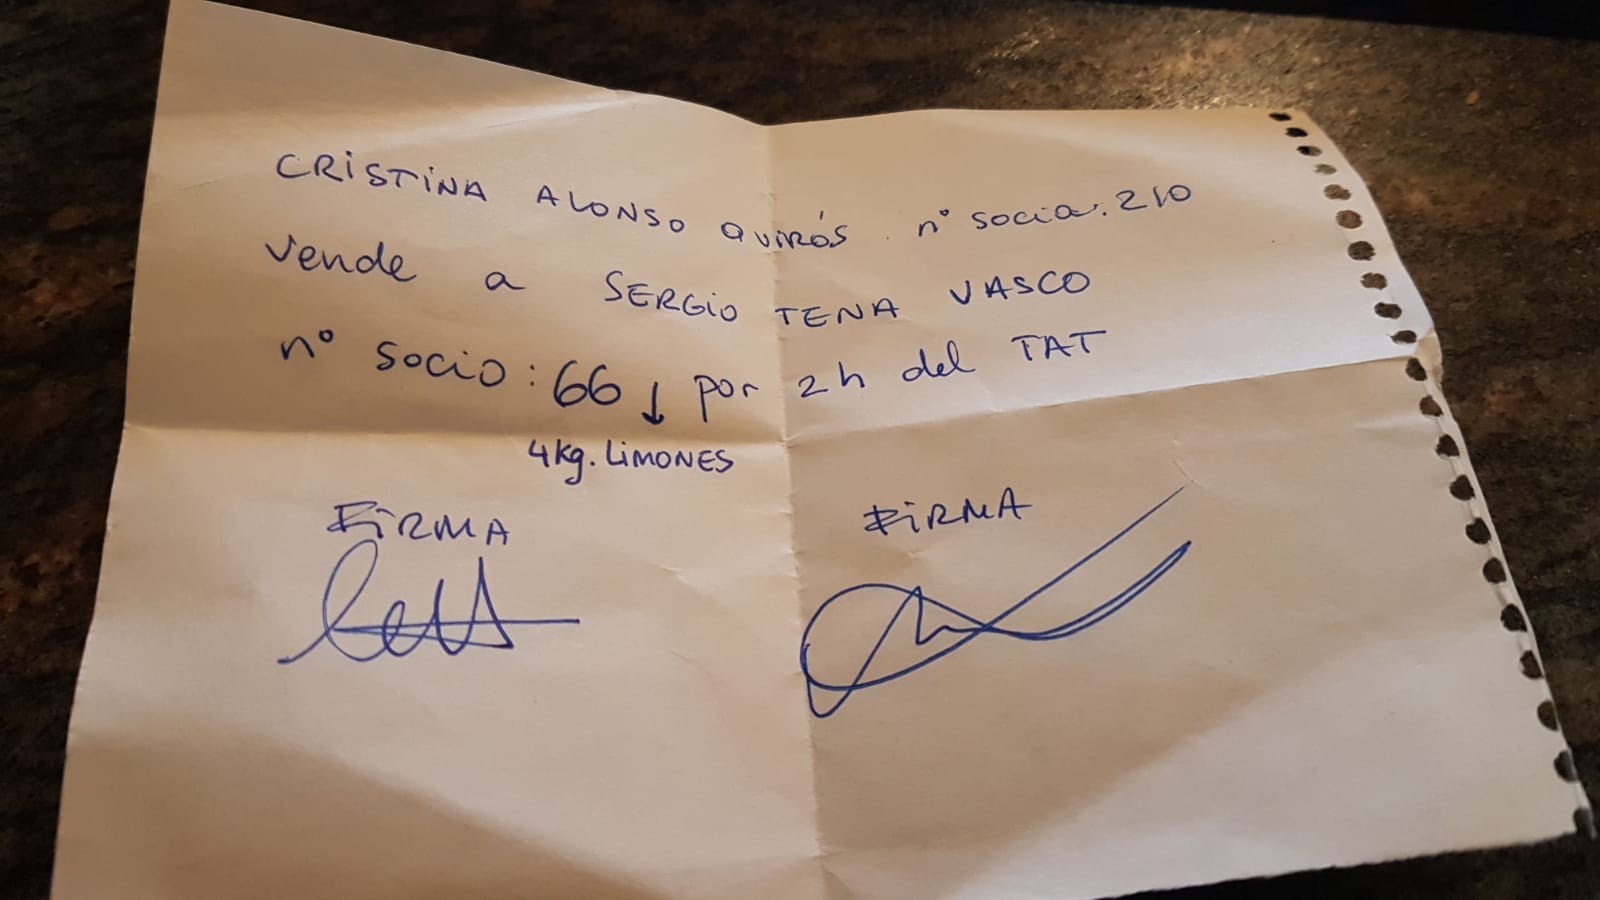 CRISTINA ALONSO QUIRÓS nº socia: 210
Vende a SERGIO TENA VASCO
nº socio: 66 ↓ por 2h del TAT
4kg. LIMONES
FIRMA FIRMA